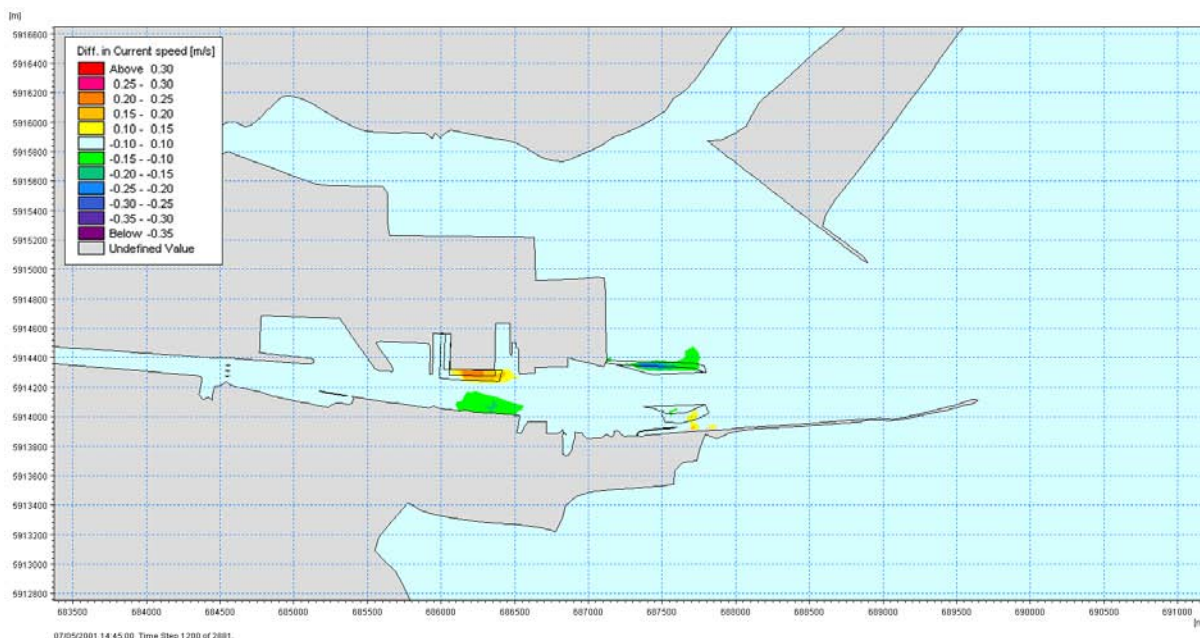 [m]
5916600
5916400
5916200
5916000
5915800
5915600
5915400
5915200
5915000
5914800
5914600
5914400
5914200
5914000
5913800
5913600
5913400
5913200
5913000
5912800
Diff. in Current speed [m/s]
Above 0.30
0.25 - 0.30
0.20 - 0.25
0.15 - 0.20
0.10 - 0.15
-0.10 - 0.10
-0.15 - -0.10
-0.20 - -0.15
-0.25 - -0.20
-0.30 - -0.25
-0.35 - -0.30
Below -0.35
Undefined Value
683500 684000 684500 685000 685500 686000 686500 687000 687500 688000 688500 689000 689500 690000 690500 691000
07/05/2001 14:45:00 Time Step 1200 of 2881.